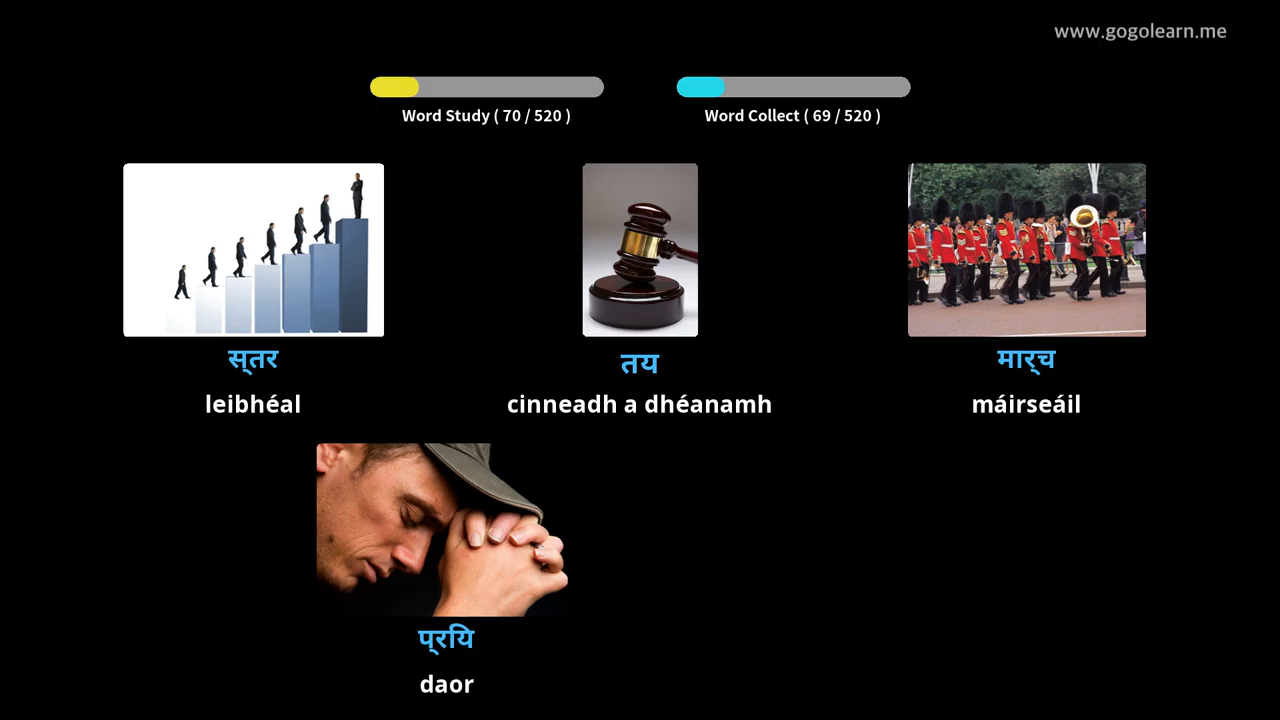 www.gogolearn.me
Word Study ( 70 / 520 )
Word Collect ( 69 / 520 )
स्‌तर
तय
मार्‌च
leibhéal
cinneadh a dhéanamh
máirseáil
प्‌रयि
daor